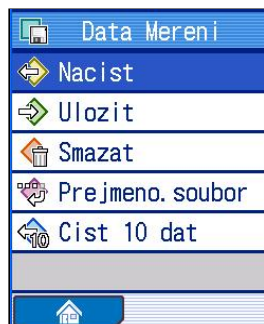 Data Mereni
Nacist
Ulozit
Smazat
Prejmeno.soubor
Cist 10 dat